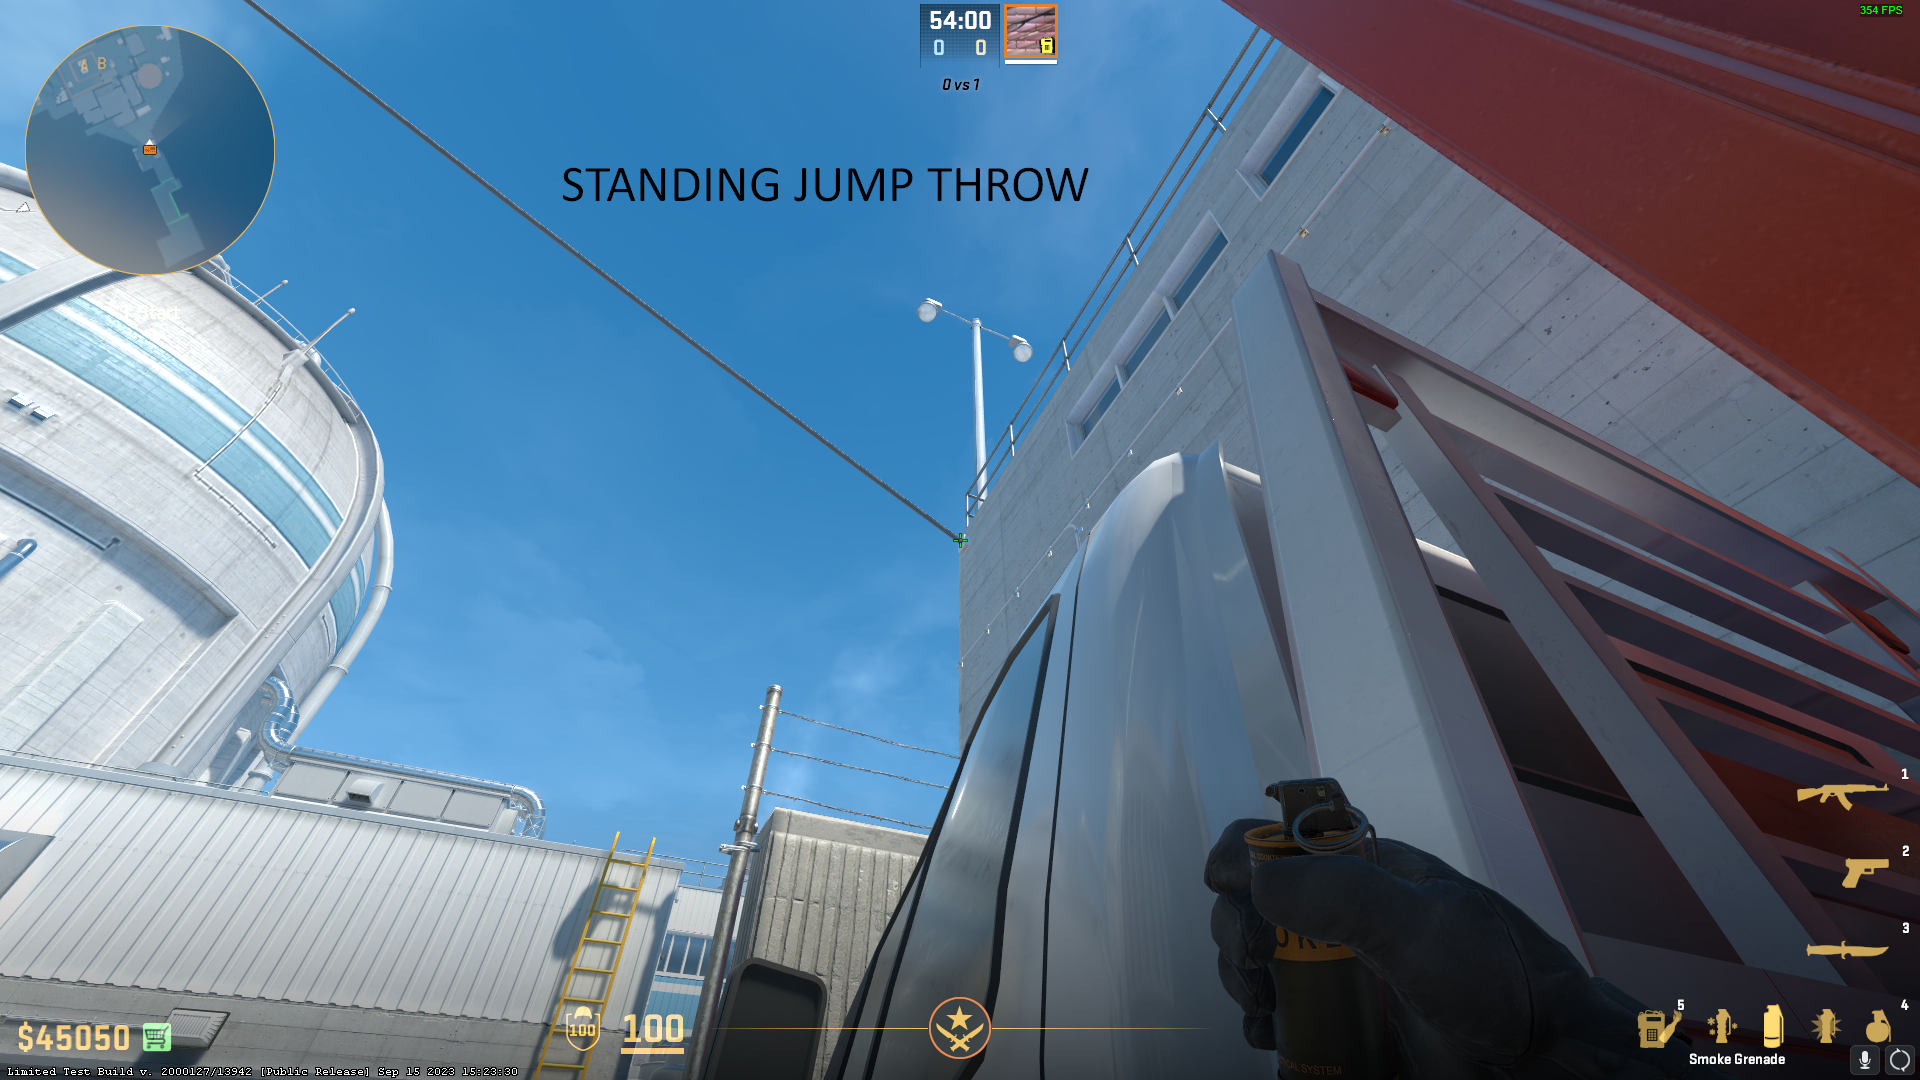 54:00
354 FPS
0 0
0 vs 1
A B
STANDING JUMP THROW
T Start
1
2
3
5 4
Smoke Grenade
$45050
100 100
Limited Test Build v. 2000127/13942 [Public Release] Sep 15 2023 15:23:30